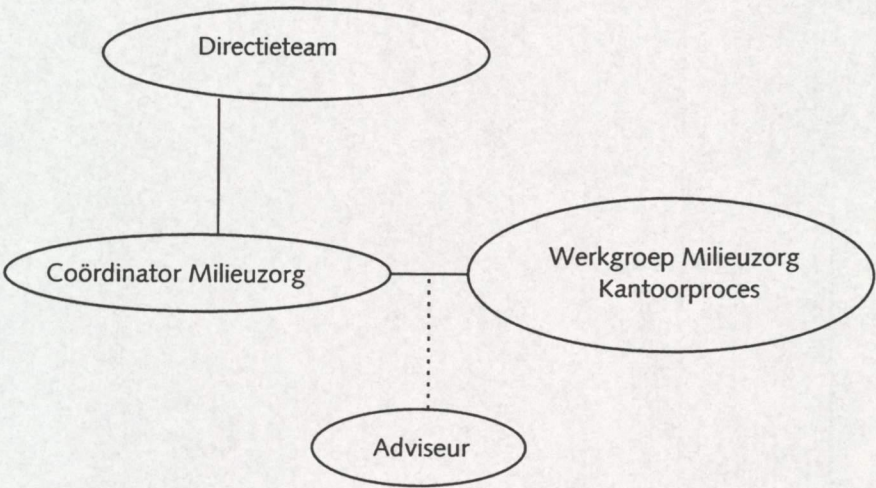 Directieteam
Coördinator Milieuzorg
Werkgroep Milieuzorg
Kantoorproces
Adviseur